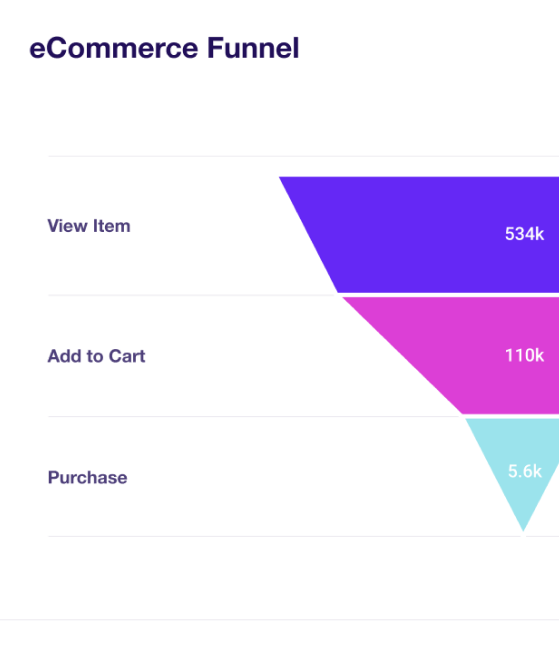 eCommerce Funnel
View Item
534k
Add to Cart
110k
Purchase
5.6k